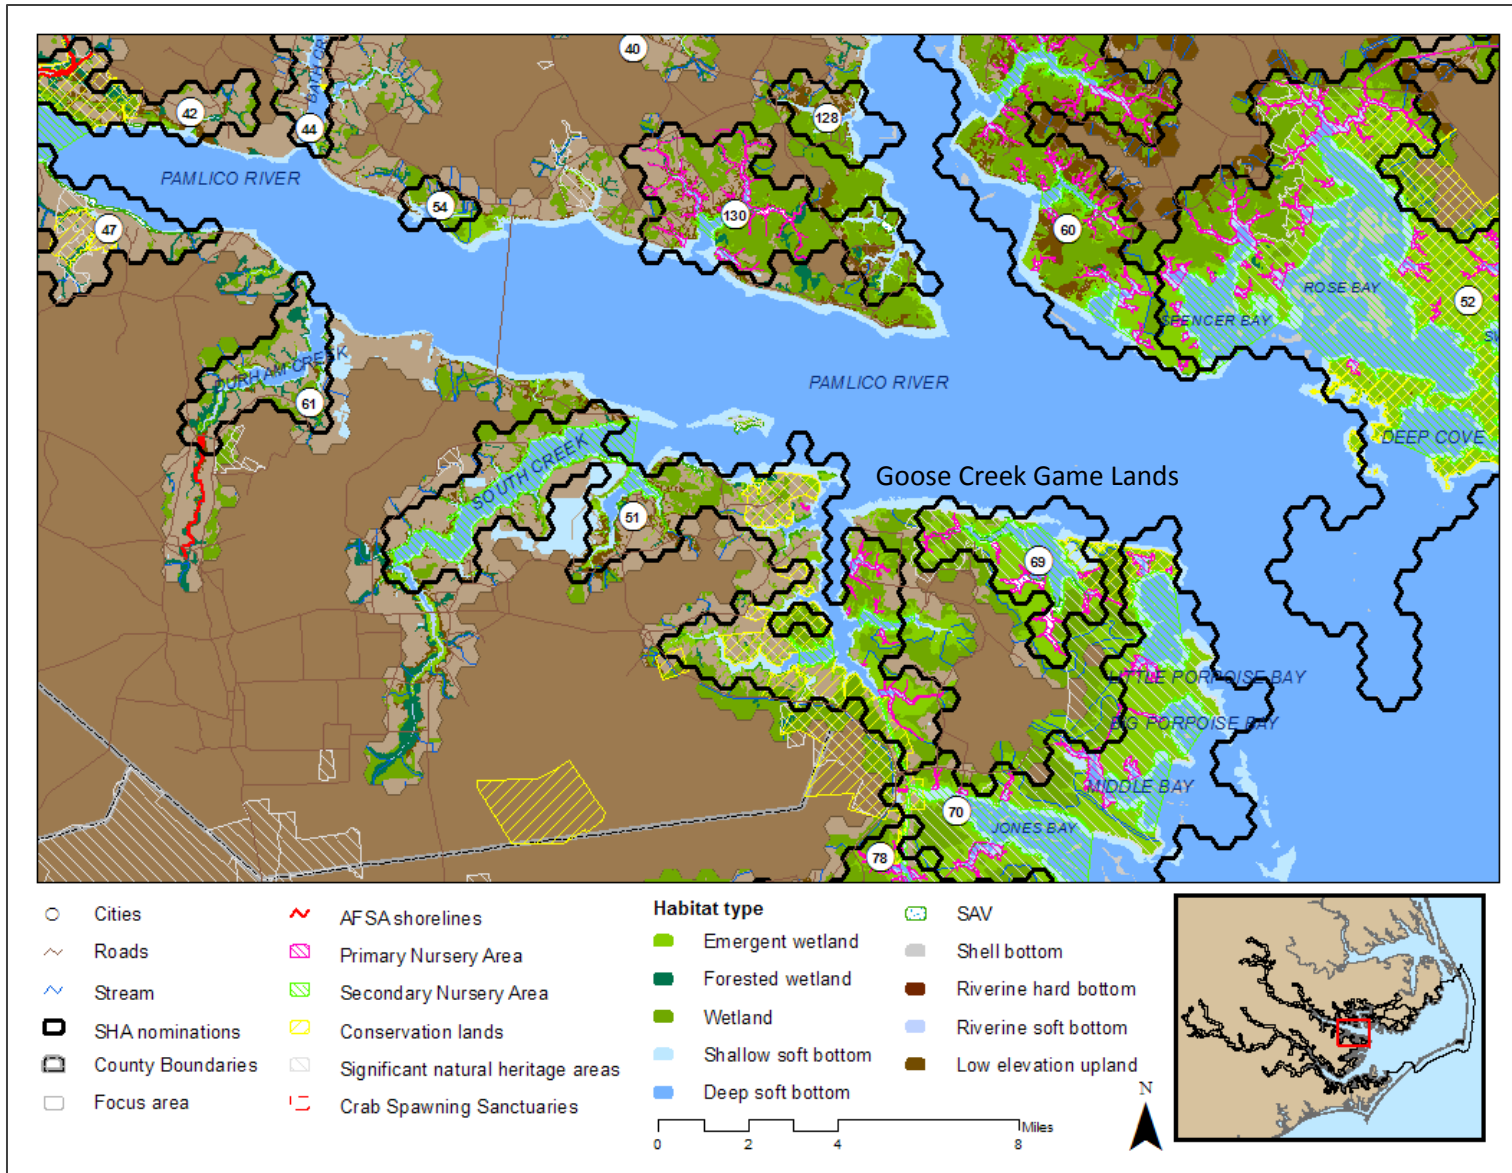 40
42
44
128
PAMLICO RIVER
54
130
47
60
ROSE BAY
52
SPENCER BAY
DURHAM CREEK
PAMLICO RIVER
61
DEEP COVE
SOUTH CREEK
Goose Creek Game Lands
51
69
LITTLE PORPOISE BAY
BIG PORPOISE BAY
MIDDLE BAY
70
JONES BAY
78
Cities
Roads
Stream
SHA nominations
County Boundaries
Focus area
AFSA shorelines
Primary Nursery Area
Secondary Nursery Area
Conservation lands
Significant natural heritage areas
Crab Spawning Sanctuaries
Habitat type
Emergent wetland
Forested wetland
Wetland
Shallow soft bottom
Deep soft bottom
SAV
Shell bottom
Riverine hard bottom
Riverine soft bottom
Low elevation upland
Miles
0 2 4 8
N